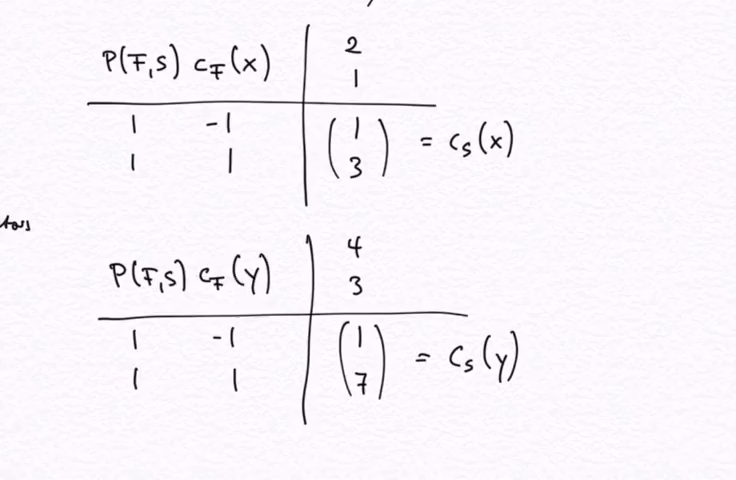 P(F,S) c_F(x) | 2
1
1 -1 | (1
1 1 | 3) = c_S(x)
P(F,S) c_F(y) | 4
3
1 -1 | (1
1 1 | 7) = c_S(y)